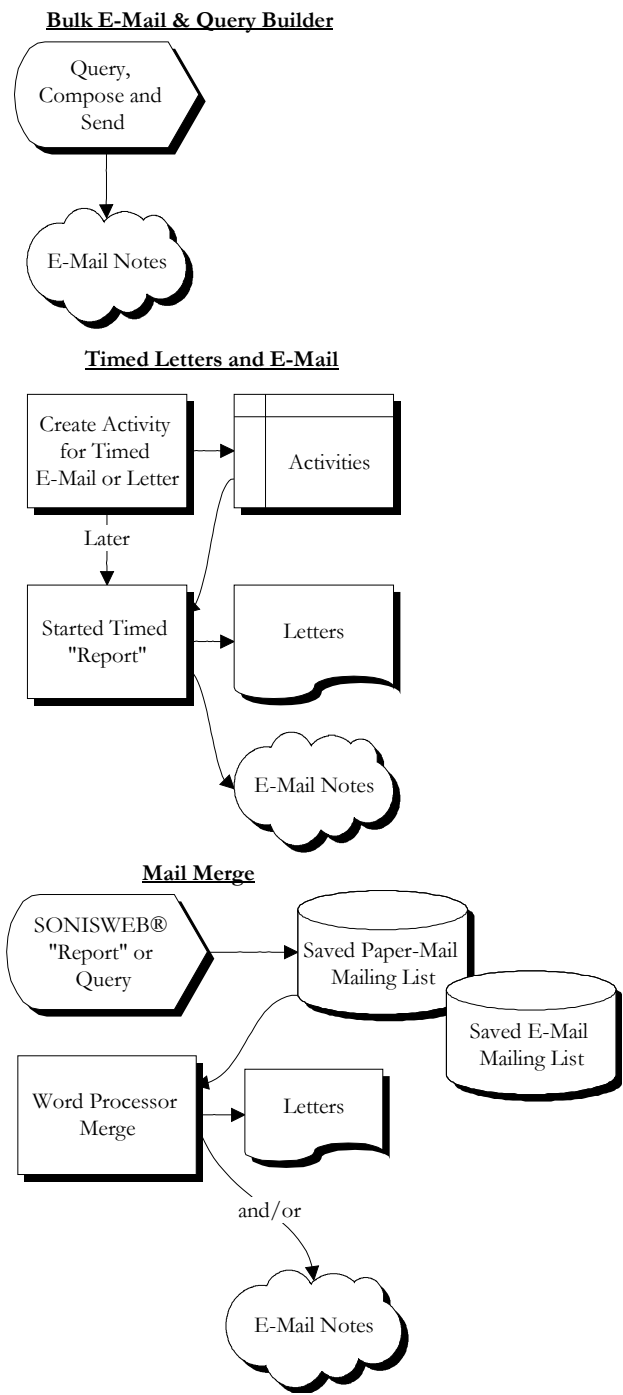 Bulk E-Mail & Query Builder
Query,
Compose and
Send
E-Mail Notes
Timed Letters and E-Mail
Create Activity
for Timed
E-Mail or Letter
Activities
Later
Started Timed
"Report"
Letters
E-Mail Notes
Mail Merge
SONISWEB®
"Report" or
Query
Saved Paper-Mail
Mailing List
Saved E-Mail
Mailing List
Word Processor
Merge
Letters
and/or
E-Mail Notes